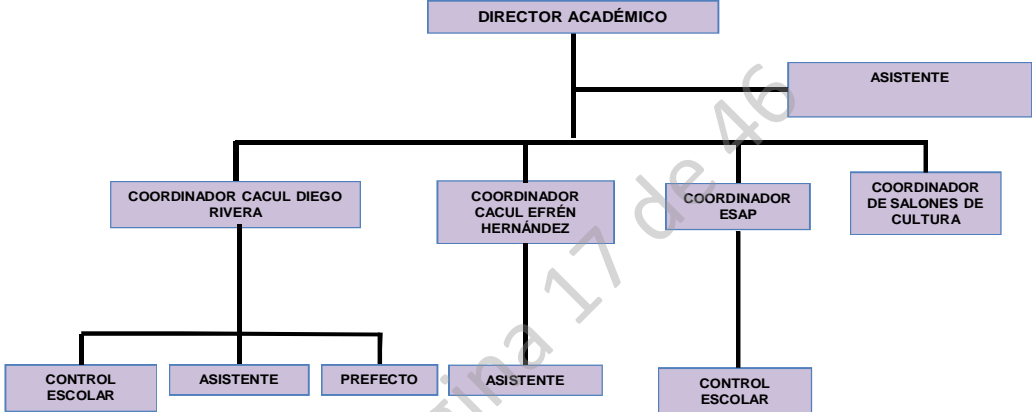 DIRECTOR ACADÉMICO
ASISTENTE
COORDINADOR CACUL DIEGO
RIVERA
COORDINADOR
CACUL EFRÉN
HERNÁNDEZ
COORDINADOR
ESAP
COORDINADOR
DE SALONES DE
CULTURA
CONTROL
ESCOLAR
ASISTENTE
PREFECTO
ASISTENTE
CONTROL
ESCOLAR
gina 17 de 46